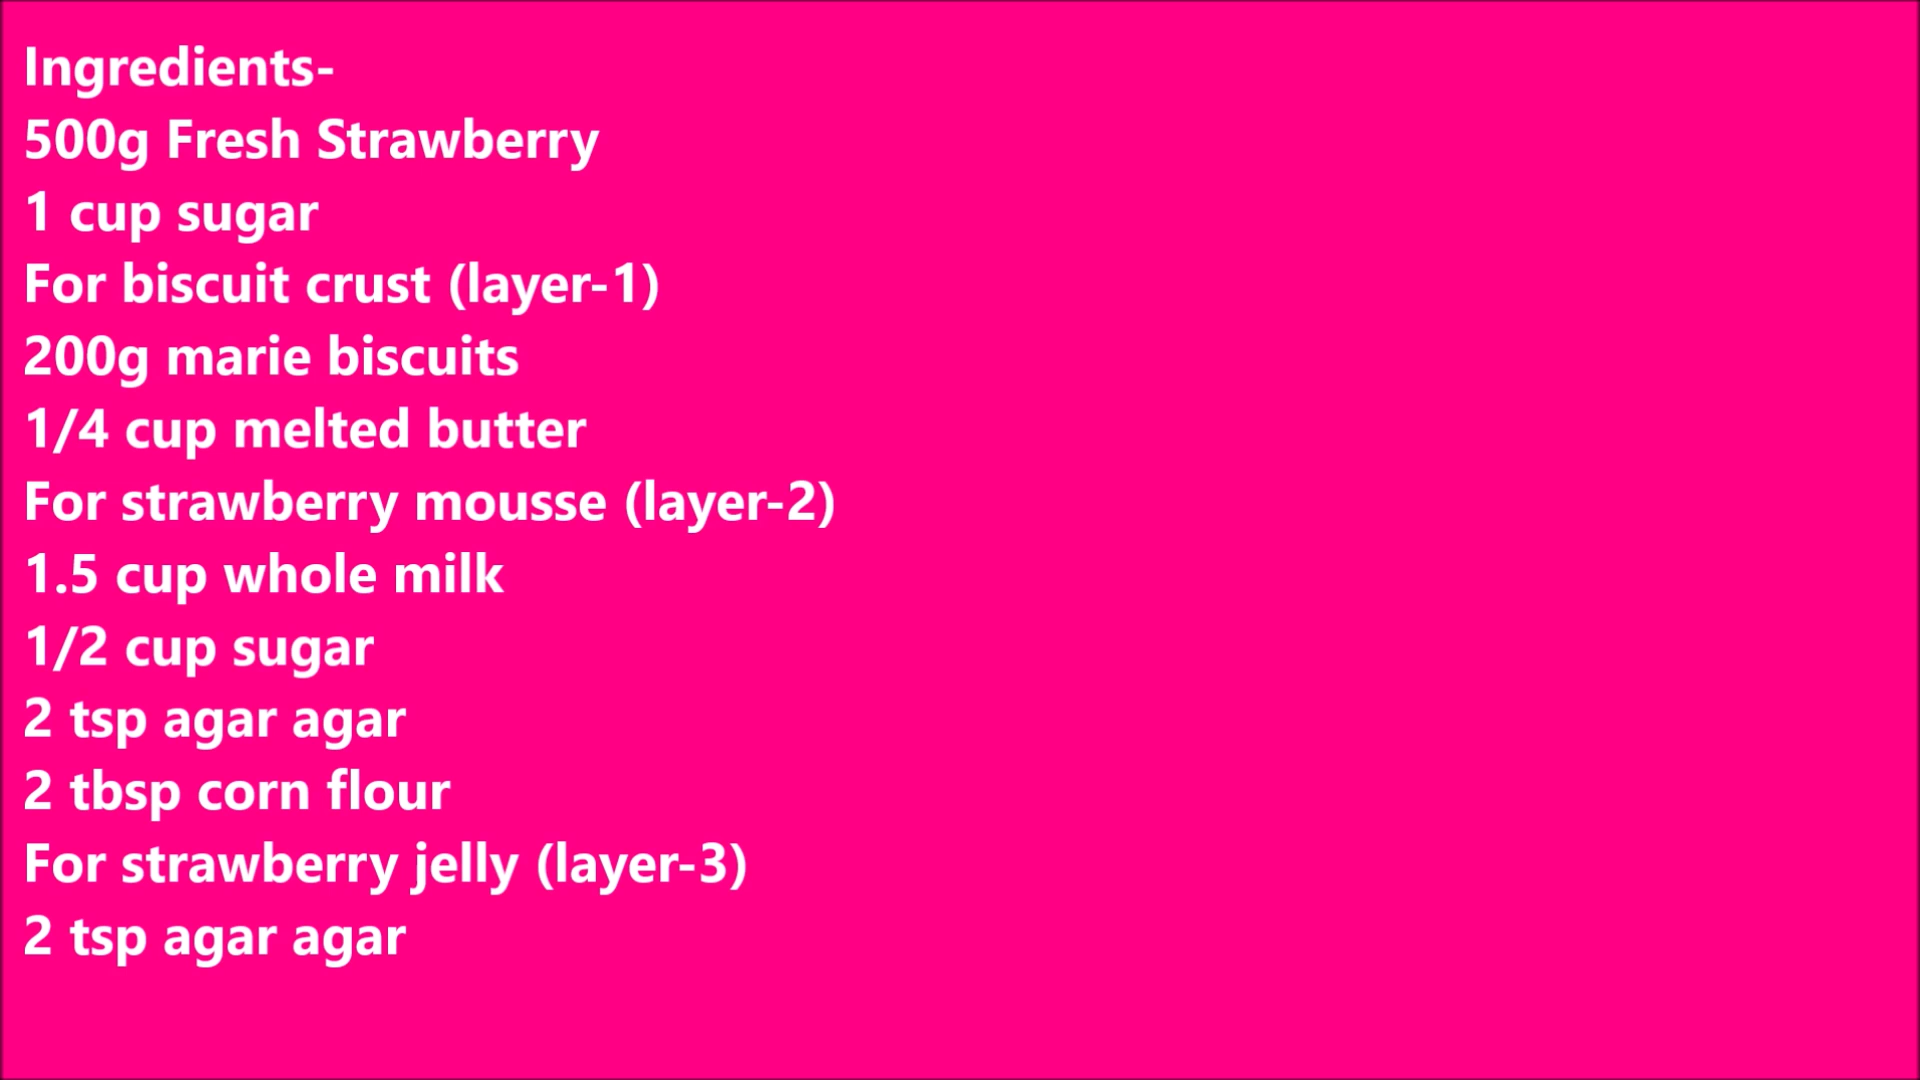 Ingredients-
500g Fresh Strawberry
1 cup sugar
For biscuit crust (layer-1)
200g marie biscuits
1/4 cup melted butter
For strawberry mousse (layer-2)
1.5 cup whole milk
1/2 cup sugar
2 tsp agar agar
2 tbsp corn flour
For strawberry jelly (layer-3)
2 tsp agar agar